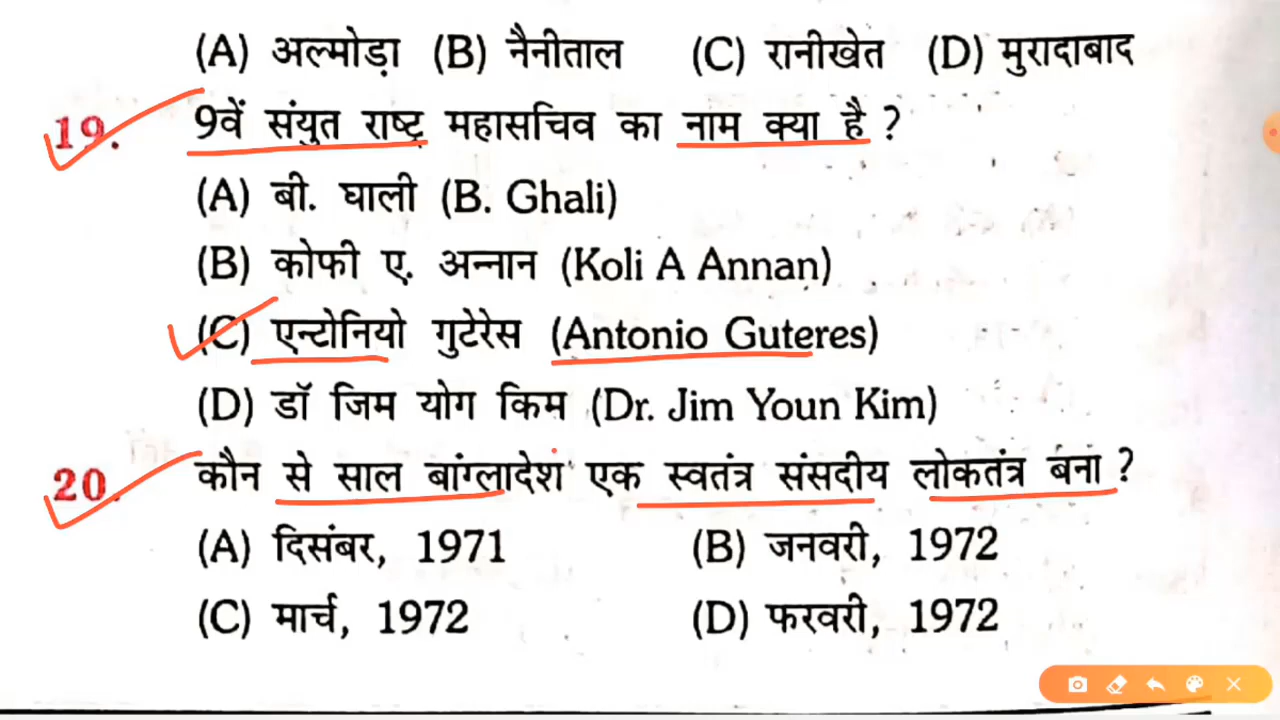 (A) अल्मोड़ा (B) नैनीताल (C) रानीखेत (D) मुरादाबाद
19. 9वें संयुत राष्ट्र महासचिव का नाम क्या है ?
(A) बी. घाली (B. Ghali)
(B) कोफी ए. अन्नान (Koli A Annan)
(C) एन्टोनियो गुटेरेस (Antonio Guteres)
(D) डॉ जिम योग किम (Dr. Jim Youn Kim)
20. कौन से साल बांग्लादेश एक स्वतंत्र संसदीय लोकतंत्र बना ?
(A) दिसंबर, 1971 (B) जनवरी, 1972
(C) मार्च, 1972 (D) फरवरी, 1972